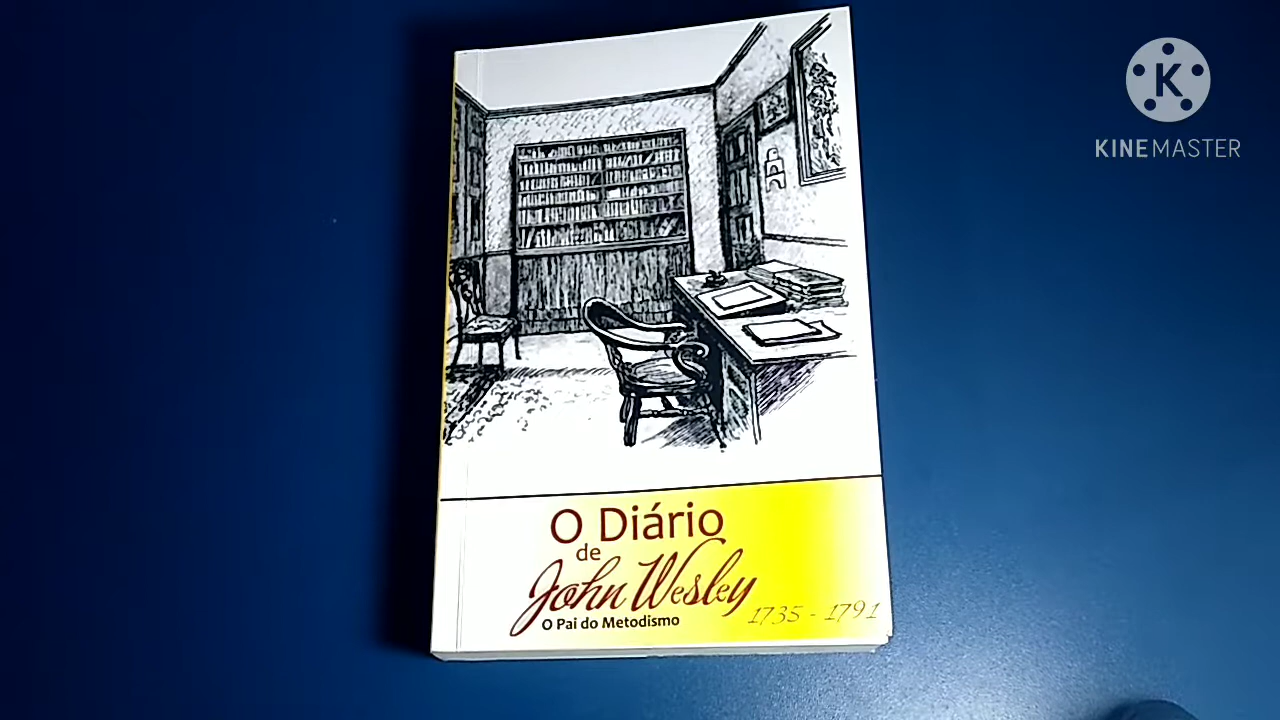 K
KINEMASTER
O Diário
de
John Wesley
O Pai do Metodismo
1735 - 1791